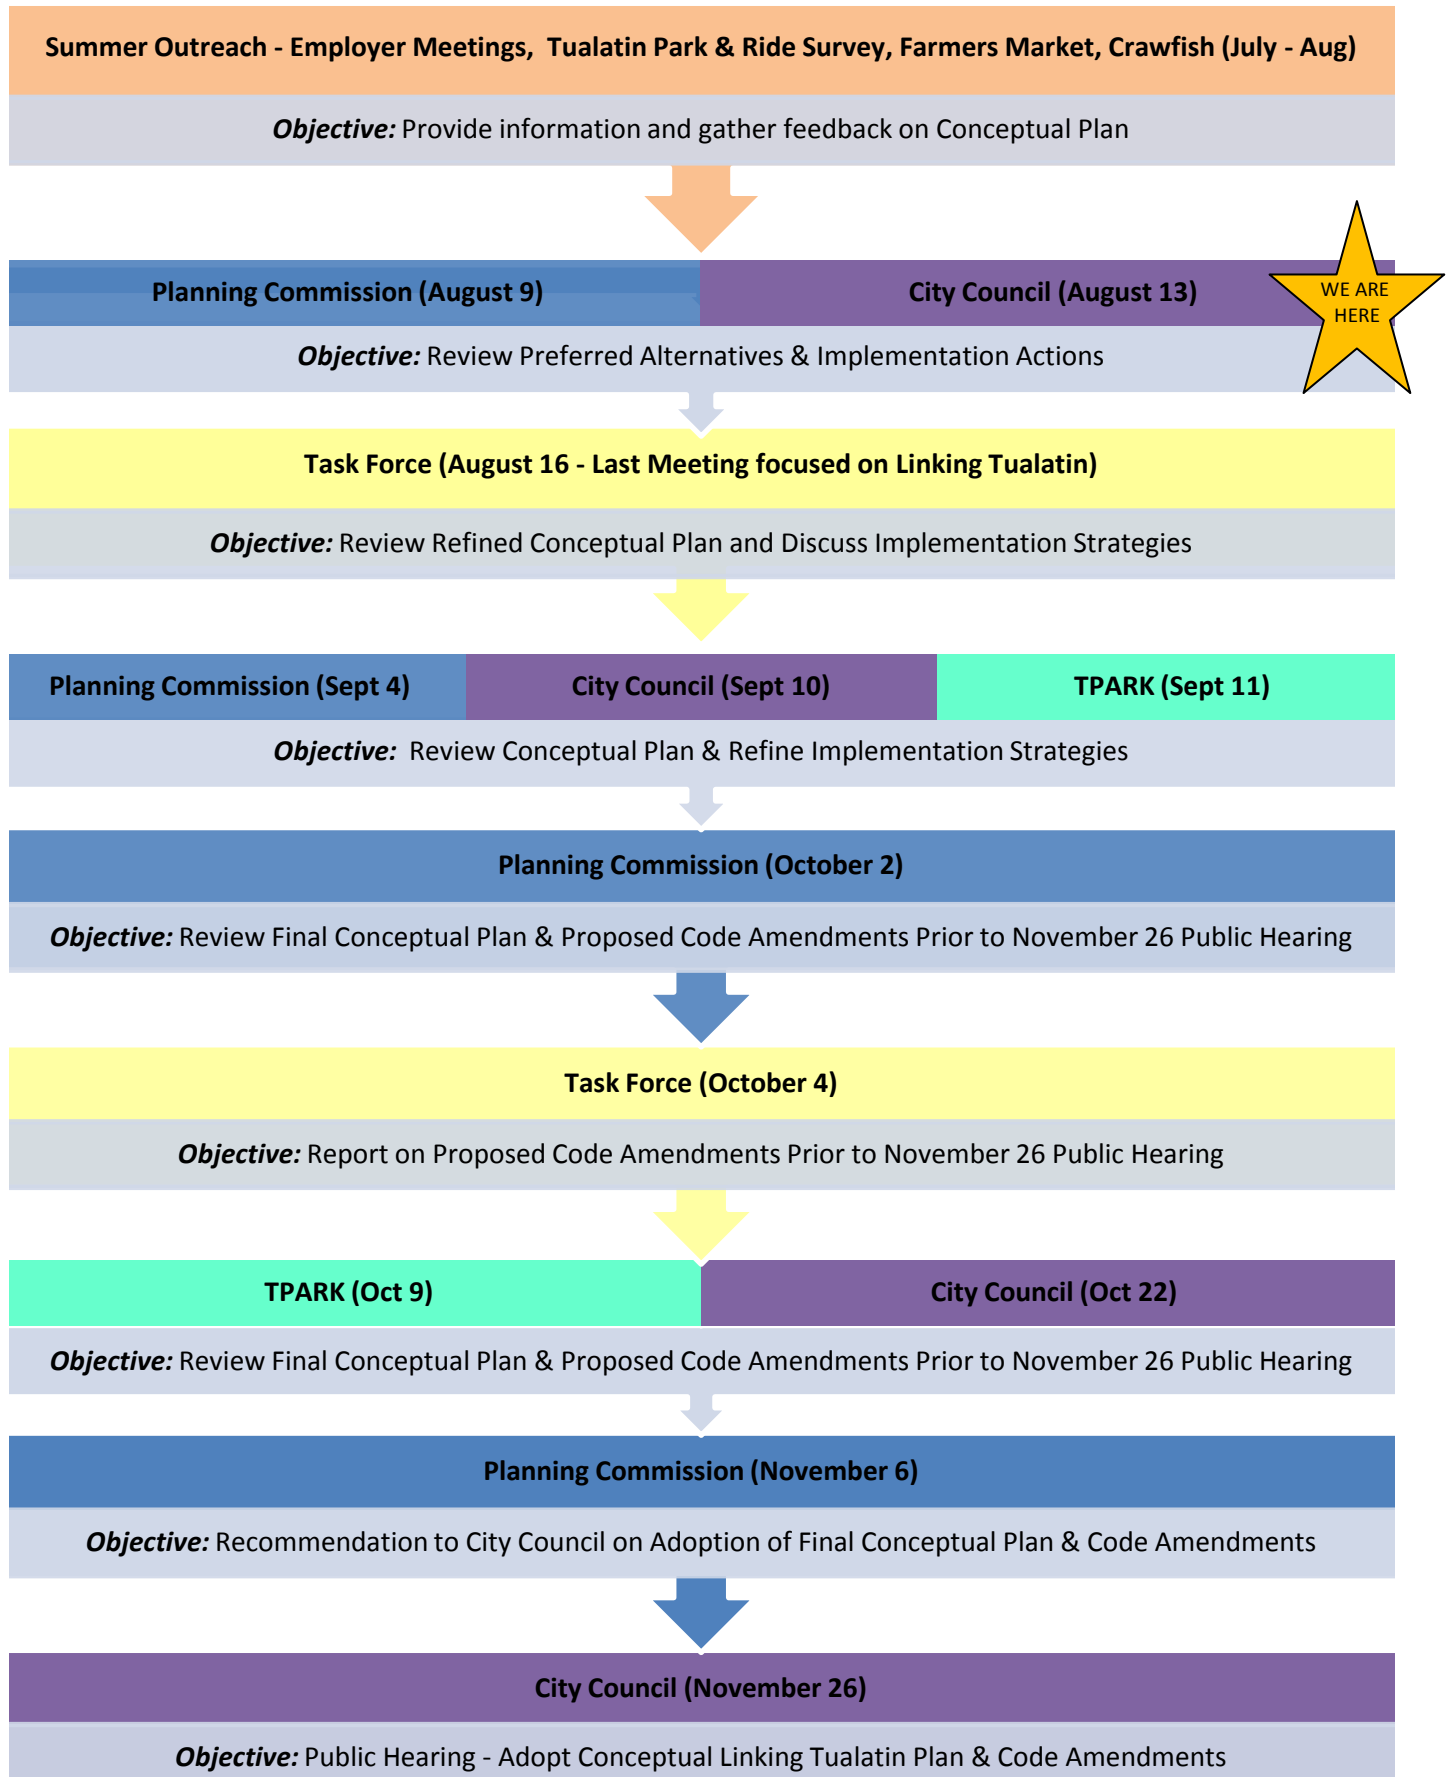 Summer Outreach - Employer Meetings, Tualatin Park & Ride Survey, Farmers Market, Crawfish (July - Aug)
Objective: Provide information and gather feedback on Conceptual Plan
Planning Commission (August 9)
City Council (August 13)
WE ARE
HERE
Objective: Review Preferred Alternatives & Implementation Actions
Task Force (August 16 - Last Meeting focused on Linking Tualatin)
Objective: Review Refined Conceptual Plan and Discuss Implementation Strategies
Planning Commission (Sept 4)
City Council (Sept 10)
TPARK (Sept 11)
Objective: Review Conceptual Plan & Refine Implementation Strategies
Planning Commission (October 2)
Objective: Review Final Conceptual Plan & Proposed Code Amendments Prior to November 26 Public Hearing
Task Force (October 4)
Objective: Report on Proposed Code Amendments Prior to November 26 Public Hearing
TPARK (Oct 9)
City Council (Oct 22)
Objective: Review Final Conceptual Plan & Proposed Code Amendments Prior to November 26 Public Hearing
Planning Commission (November 6)
Objective: Recommendation to City Council on Adoption of Final Conceptual Plan & Code Amendments
City Council (November 26)
Objective: Public Hearing - Adopt Conceptual Linking Tualatin Plan & Code Amendments